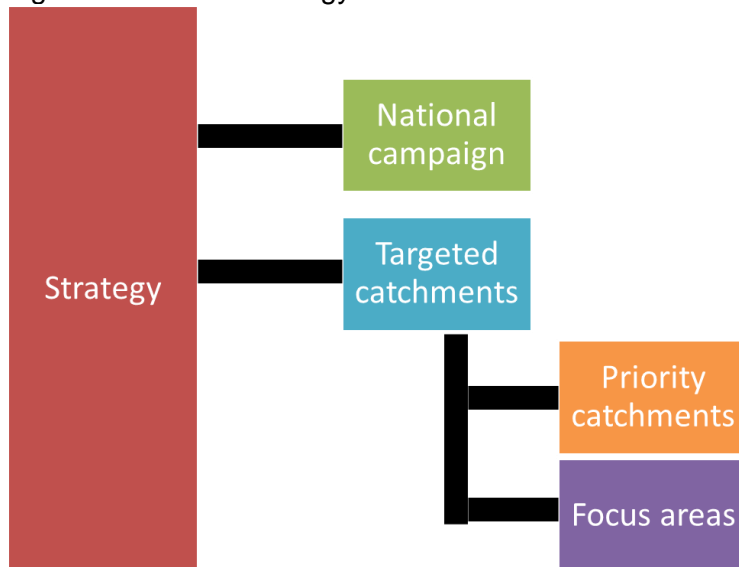 National
campaign
Targeted
catchments
Strategy
Priority
catchments
Focus areas